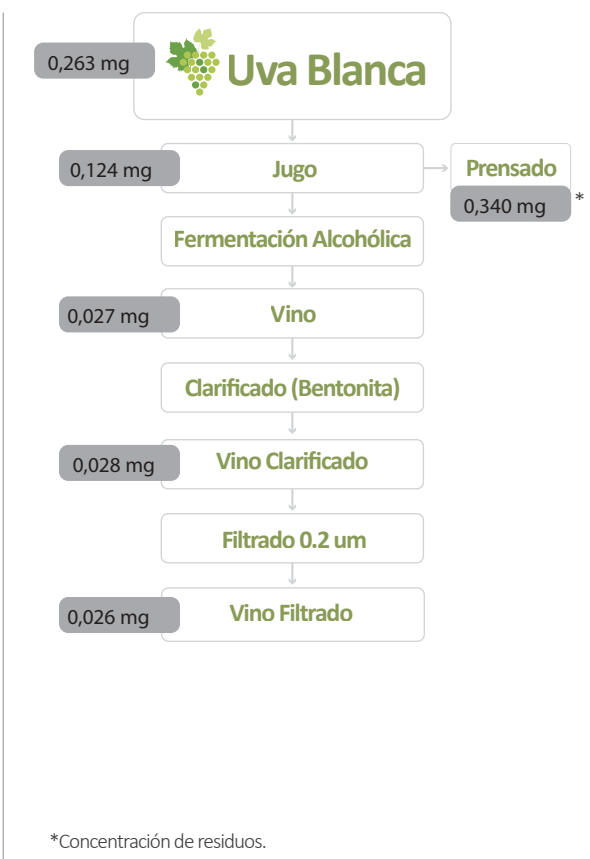 0,263 mg
Uva Blanca
0,124 mg
Jugo
Prensado
0,340 mg *
Fermentación Alcohólica
0,027 mg
Vino
Clarificado (Bentonita)
0,028 mg
Vino Clarificado
Filtrado 0.2 um
0,026 mg
Vino Filtrado
*Concentración de residuos.